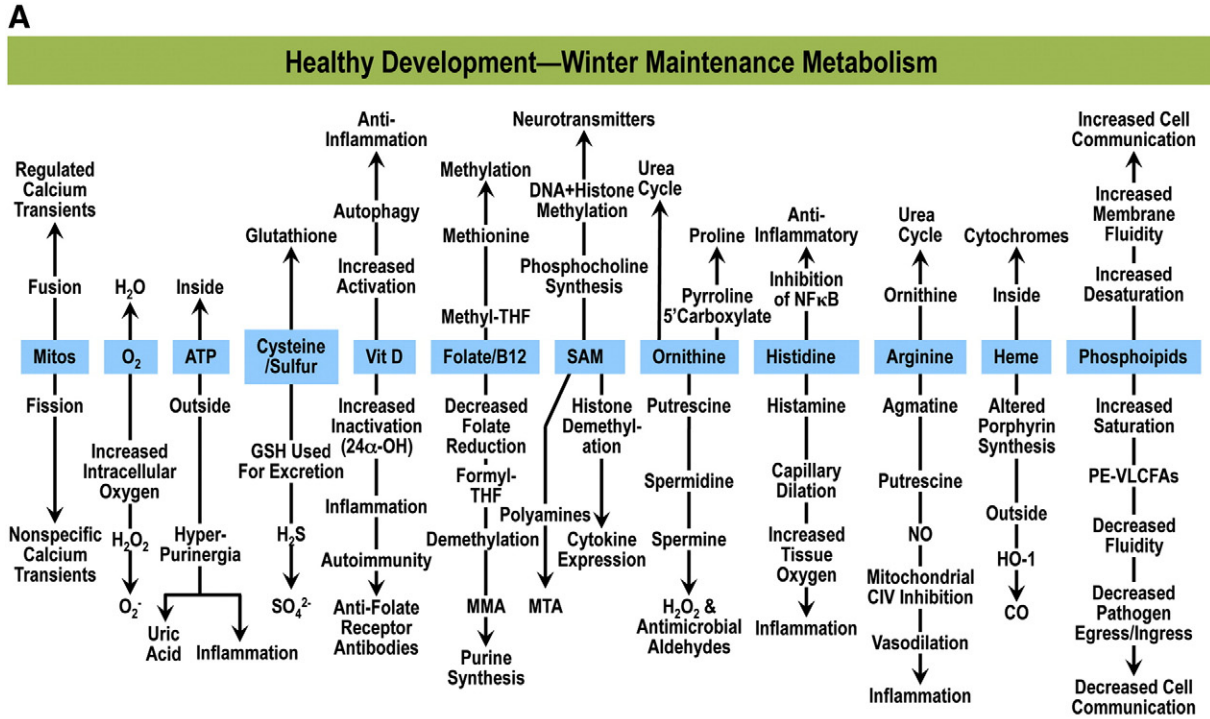 A
Healthy Development—Winter Maintenance Metabolism
Regulated
Calcium
Transients
Fusion
Mitos
Fission
Nonspecific
Calcium
Transients
H₂O
O₂
Increased
Intracellular
Oxygen
H₂O₂
O₂⁻
Inside
ATP
Outside
Hyper-
Purinergia
Uric
Acid
Inflammation
Glutathione
Cysteine
/Sulfur
GSH Used
For Excretion
H₂S
SO₄²⁻
Anti-
Inflammation
Autophagy
Increased
Activation
Vit D
Increased
Inactivation
(24α-OH)
Inflammation
Autoimmunity
Anti-Folate
Receptor
Antibodies
Methylation
Methionine
Methyl-THF
Folate/B12
Decreased
Folate
Reduction
Formyl-
THF
Demethylation
MMA
Purine
Synthesis
Neurotransmitters
DNA+Histone
Methylation
Phosphocholine
Synthesis
SAM
Polyamines
MTA
Histone
Demethyl-
ation
Cytokine
Expression
Urea
Cycle
Proline
Pyrroline
5'Carboxylate
Ornithine
Putrescine
Spermidine
Spermine
H₂O₂ &
Antimicrobial
Aldehydes
Anti-
Inflammatory
Inhibition
of NFκB
Histidine
Histamine
Capillary
Dilation
Increased
Tissue
Oxygen
Inflammation
Urea
Cycle
Ornithine
Arginine
Agmatine
Putrescine
NO
Mitochondrial
CIV Inhibition
Vasodilation
Inflammation
Cytochromes
Inside
Heme
Altered
Porphyrin
Synthesis
Outside
HO-1
CO
Increased Cell
Communication
Increased
Membrane
Fluidity
Increased
Desaturation
Phosphoipids
Increased
Saturation
PE-VLCFAs
Decreased
Fluidity
Decreased
Pathogen
Egress/Ingress
Decreased Cell
Communication